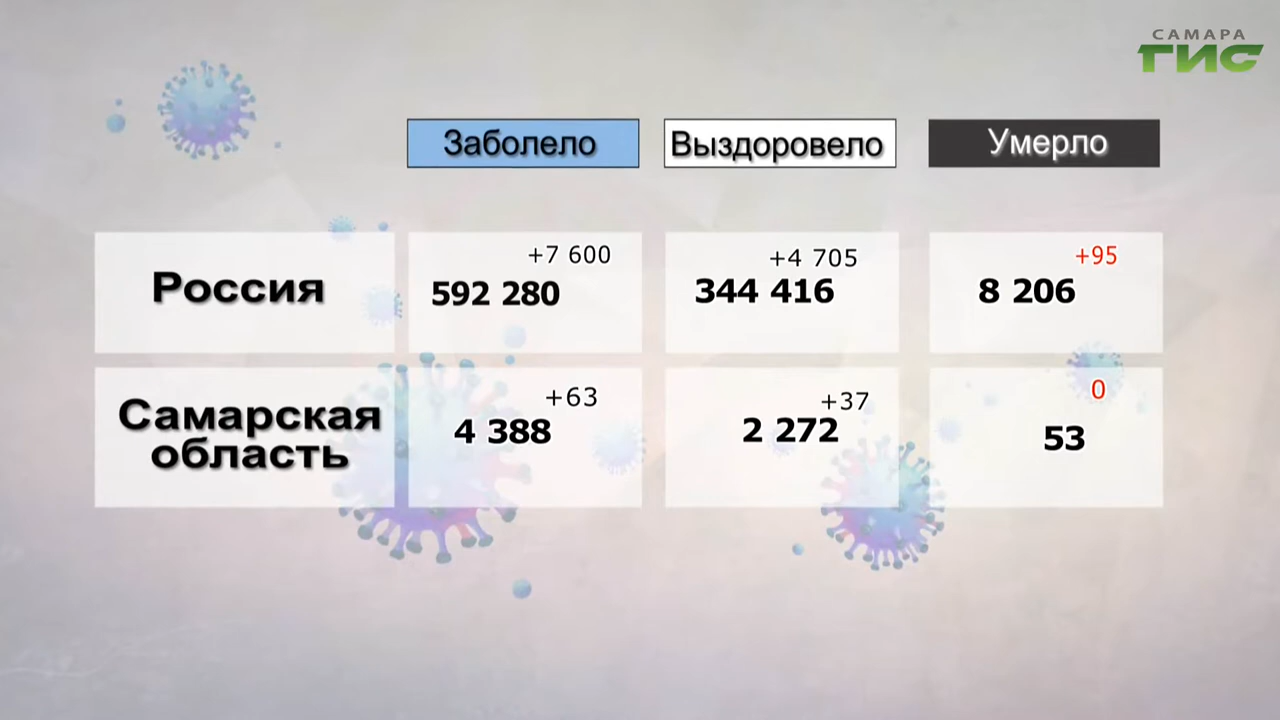 САМАРА
ГИС
Заболело Выздоровело Умерло
+7 600 +4 705 +95
Россия 592 280 344 416 8 206
+63 +37 0
Самарская область 4 388 2 272 53